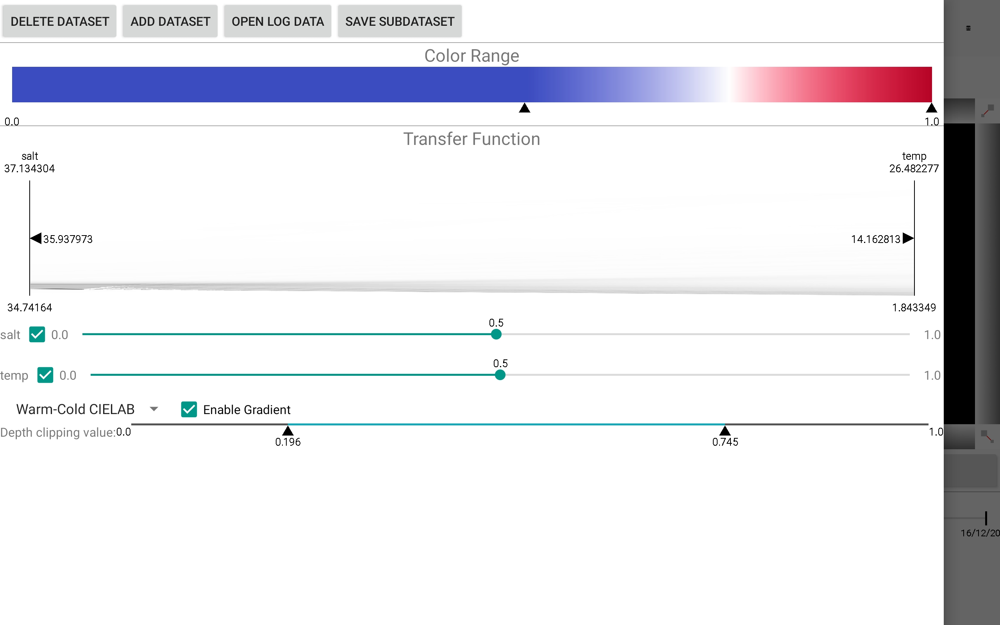 DELETE DATASET ADD DATASET OPEN LOG DATA SAVE SUBDATASET
Color Range
0.0 1.0
Transfer Function
salt temp
37.134304 26.482277
35.937973 14.162813
34.74164 1.843349
0.5
salt 0.0 1.0
0.5
temp 0.0 1.0
Warm-Cold CIELAB Enable Gradient
Depth clipping value:0.0 1.0
0.196 0.745
16/12/20